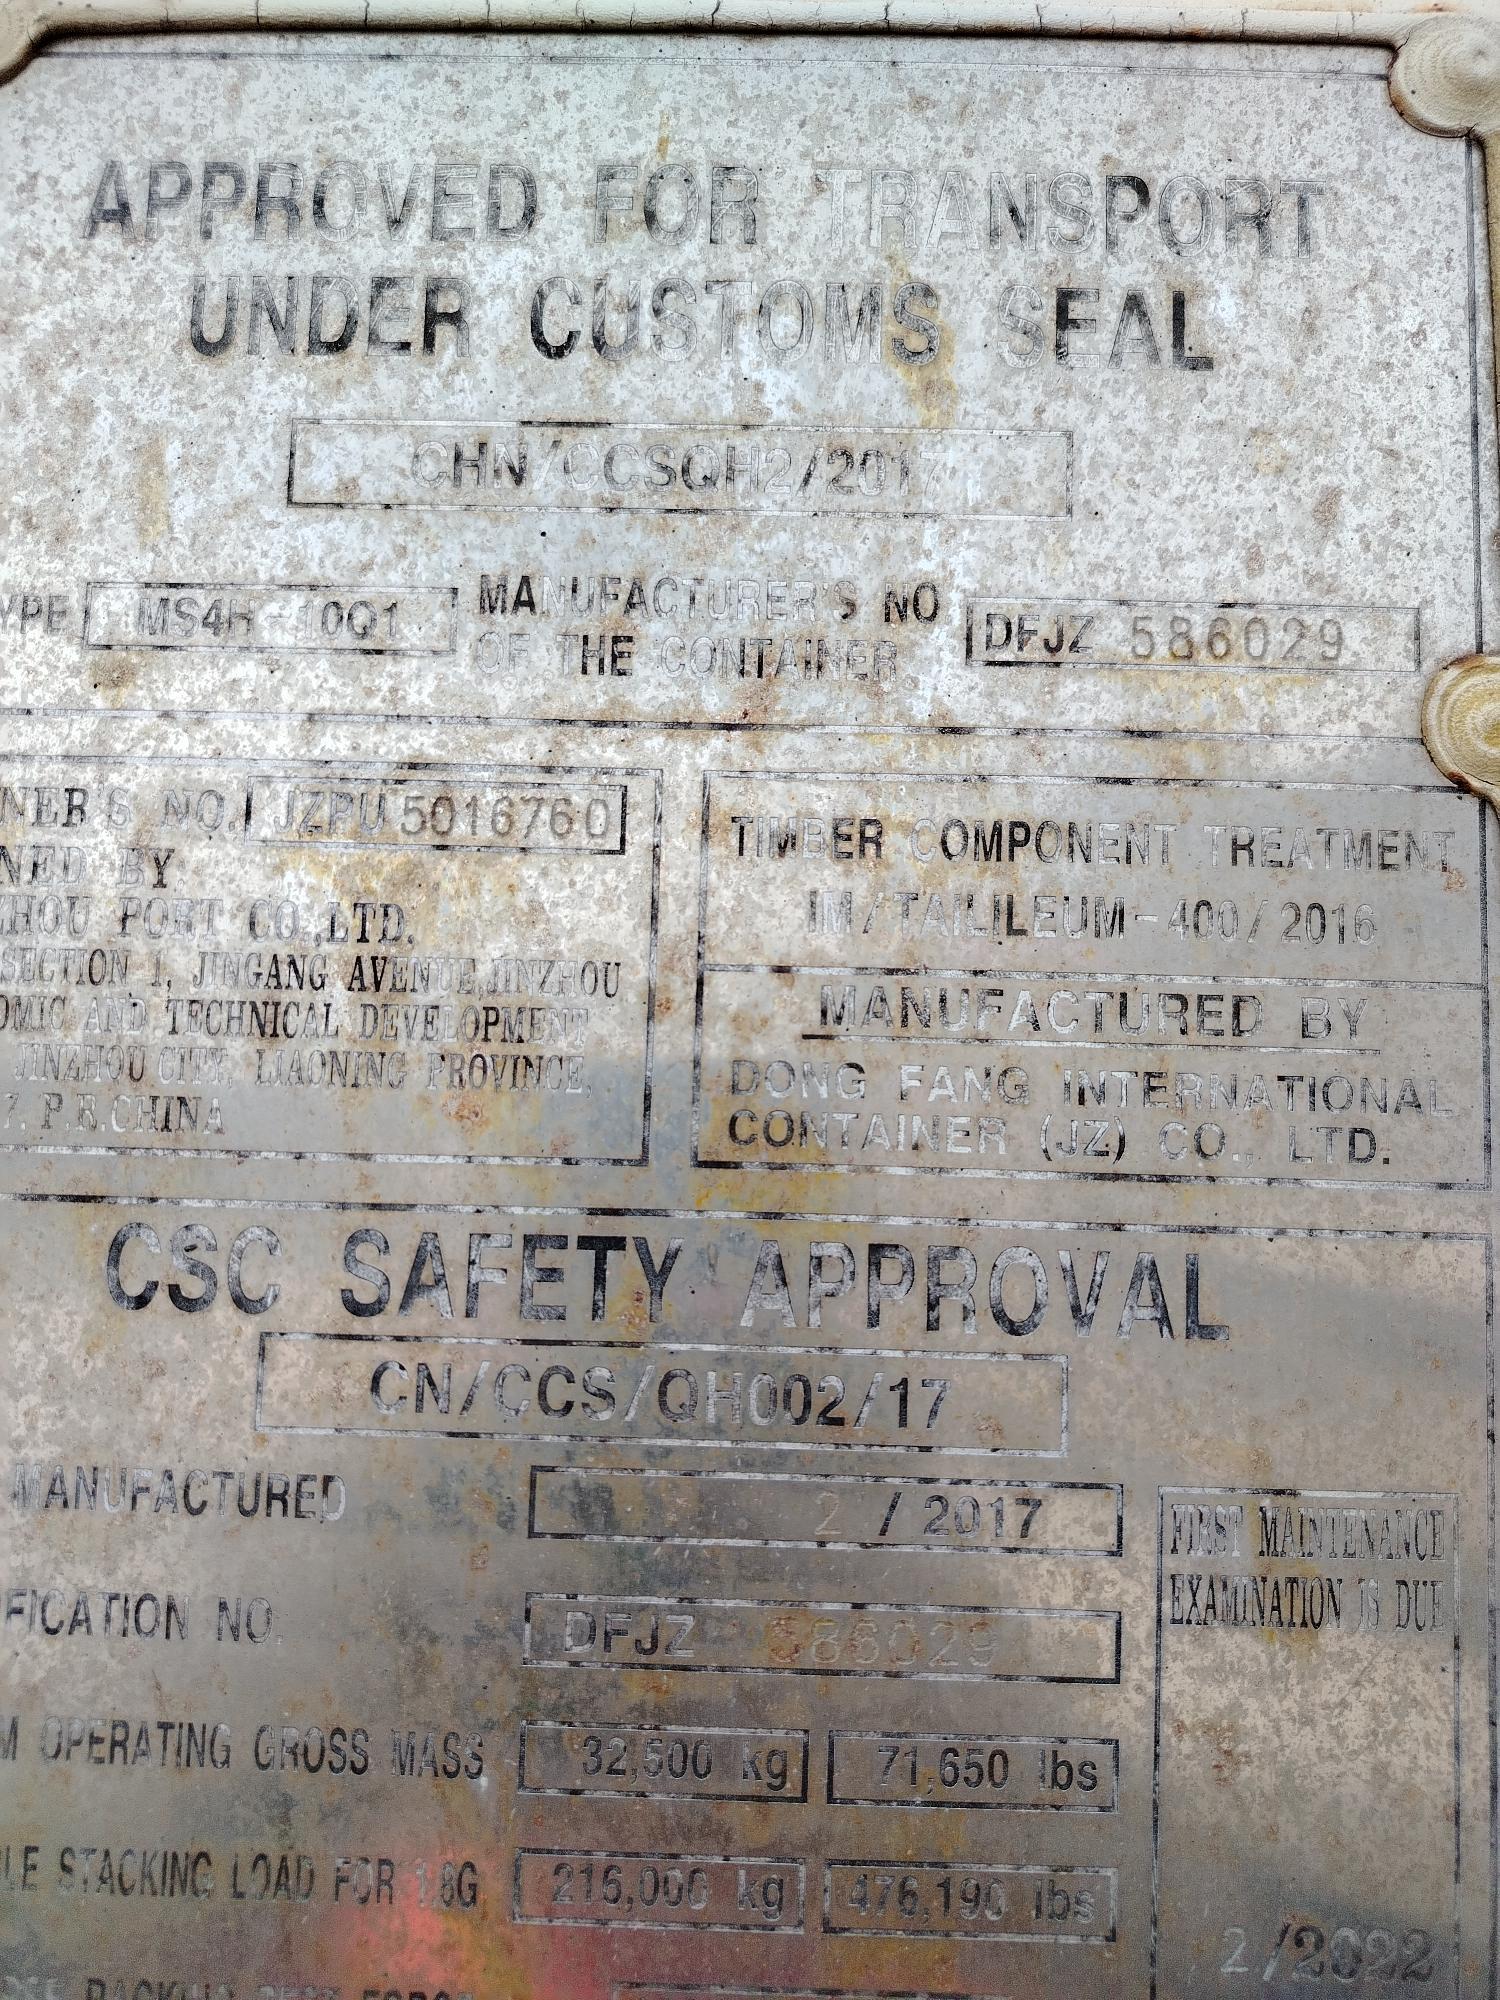 APPROVED FOR TRANSPORT
UNDER CUSTOMS SEAL
CHN/CCSQH2/2017
YPE MS4H-10Q1 MANUFACTURER'S NO
OF THE CONTAINER DFJZ 586029
NER'S NO. JZPU 5016760
NED BY
ZHOU PORT CO.,LTD.
SECTION 1, JINGANG AVENUE,JINZHOU
OMIC AND TECHNICAL DEVELOPMENT
JINZHOU CITY, LIAONING PROVINCE,
7. P.R.CHINA
TIMBER COMPONENT TREATMENT
IM/TAILILEUM-400/2016
MANUFACTURED BY
DONG FANG INTERNATIONAL
CONTAINER (JZ) CO., LTD.
CSC SAFETY APPROVAL
CN/CCS/QH002/17
MANUFACTURED 2 / 2017
FICATION NO. DFJZ 586029
M OPERATING GROSS MASS 32,500 kg 71,650 lbs
LE STACKING LOAD FOR 1.8G 216,000 kg 476,190 lbs
FIRST MAINTENANCE
EXAMINATION IS DUE
2/2022